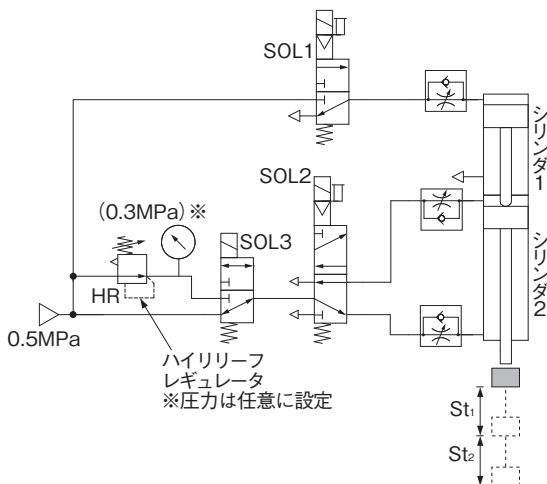 SOL1
シリンダ1
SOL2
(0.3MPa)※
SOL3
シリンダ2
HR
0.5MPa
ハイリリーフ
レギュレータ
※圧力は任意に設定
St1
St2